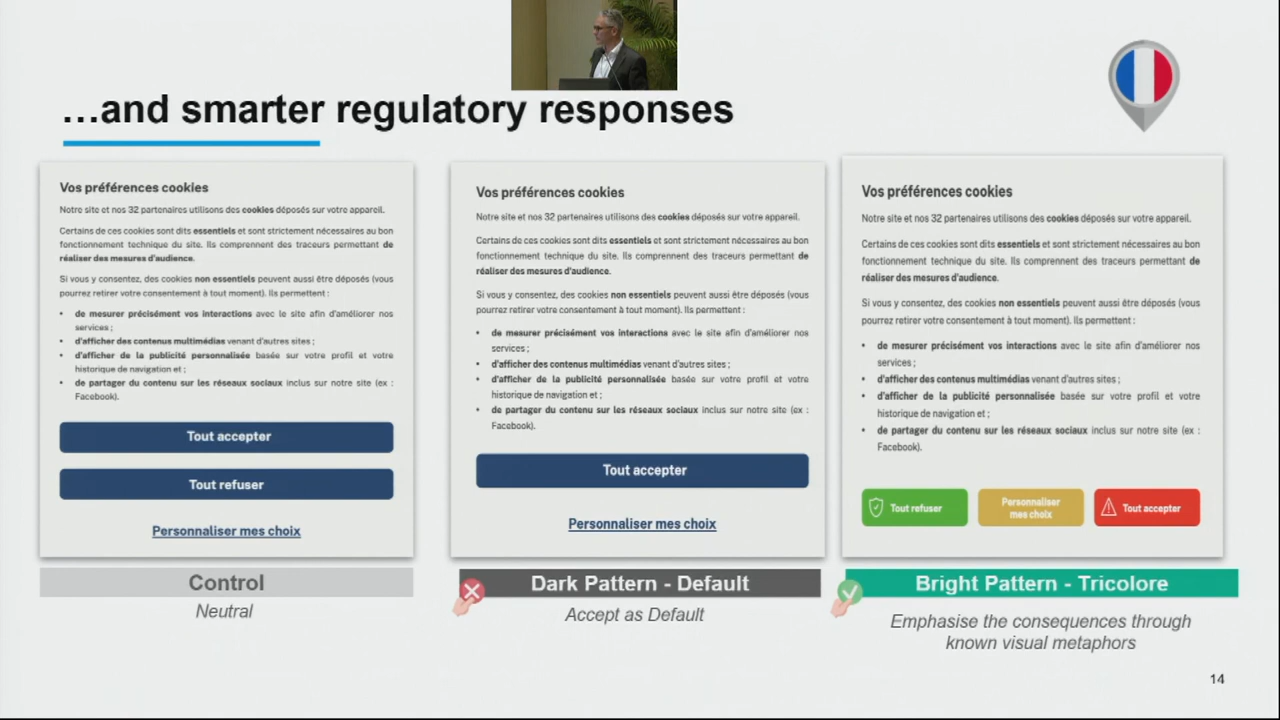 …and smarter regulatory responses
Vos préférences cookies
Notre site et nos 32 partenaires utilisons des cookies déposés sur votre appareil.
Certains de ces cookies sont dits essentiels et sont strictement nécessaires au bon
fonctionnement technique du site. Ils comprennent des traceurs permettant de
réaliser des mesures d'audience.
Si vous y consentez, des cookies non essentiels peuvent aussi être déposés (vous
pourrez retirer votre consentement à tout moment). Ils permettent :
• de mesurer précisément vos interactions avec le site afin d'améliorer nos
services ;
• d'afficher des contenus multimédias venant d'autres sites ;
• d'afficher de la publicité personnalisée basée sur votre profil et votre
historique de navigation et ;
• de partager du contenu sur les réseaux sociaux inclus sur notre site (ex :
Facebook).
Tout accepter
Tout refuser
Personnaliser mes choix
Control
Neutral
Vos préférences cookies
Notre site et nos 32 partenaires utilisons des cookies déposés sur votre appareil.
Certains de ces cookies sont dits essentiels et sont strictement nécessaires au bon
fonctionnement technique du site. Ils comprennent des traceurs permettant de
réaliser des mesures d'audience.
Si vous y consentez, des cookies non essentiels peuvent aussi être déposés (vous
pourrez retirer votre consentement à tout moment). Ils permettent :
• de mesurer précisément vos interactions avec le site afin d'améliorer nos
services ;
• d'afficher des contenus multimédias venant d'autres sites ;
• d'afficher de la publicité personnalisée basée sur votre profil et votre
historique de navigation et ;
• de partager du contenu sur les réseaux sociaux inclus sur notre site (ex :
Facebook).
Tout accepter
Personnaliser mes choix
Dark Pattern - Default
Accept as Default
Vos préférences cookies
Notre site et nos 32 partenaires utilisons des cookies déposés sur votre appareil.
Certains de ces cookies sont dits essentiels et sont strictement nécessaires au bon
fonctionnement technique du site. Ils comprennent des traceurs permettant de
réaliser des mesures d'audience.
Si vous y consentez, des cookies non essentiels peuvent aussi être déposés (vous
pourrez retirer votre consentement à tout moment). Ils permettent :
• de mesurer précisément vos interactions avec le site afin d'améliorer nos
services ;
• d'afficher des contenus multimédias venant d'autres sites ;
• d'afficher de la publicité personnalisée basée sur votre profil et votre
historique de navigation et ;
• de partager du contenu sur les réseaux sociaux inclus sur notre site (ex :
Facebook).
Tout refuser
Personnaliser
mes choix
Tout accepter
Bright Pattern - Tricolore
Emphasise the consequences through
known visual metaphors
14